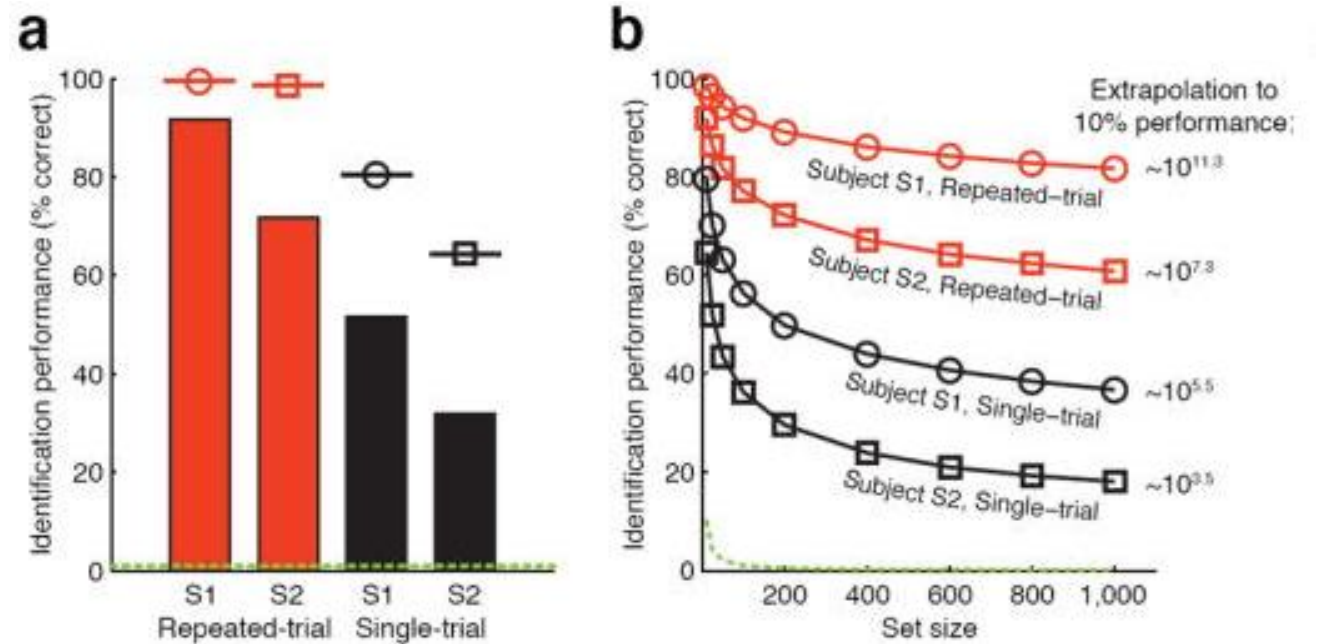 a
Identification performance (% correct)
100
80
60
40
20
0
S1 S2 S1 S2
Repeated-trial Single-trial
b
Identification performance (% correct)
100
80
60
40
20
0
Extrapolation to
10% performance:
Subject S1, Repeated–trial
~10^11.3
Subject S2, Repeated–trial
~10^7.3
Subject S1, Single–trial
~10^5.5
Subject S2, Single–trial
~10^3.5
200 400 600 800 1,000
Set size